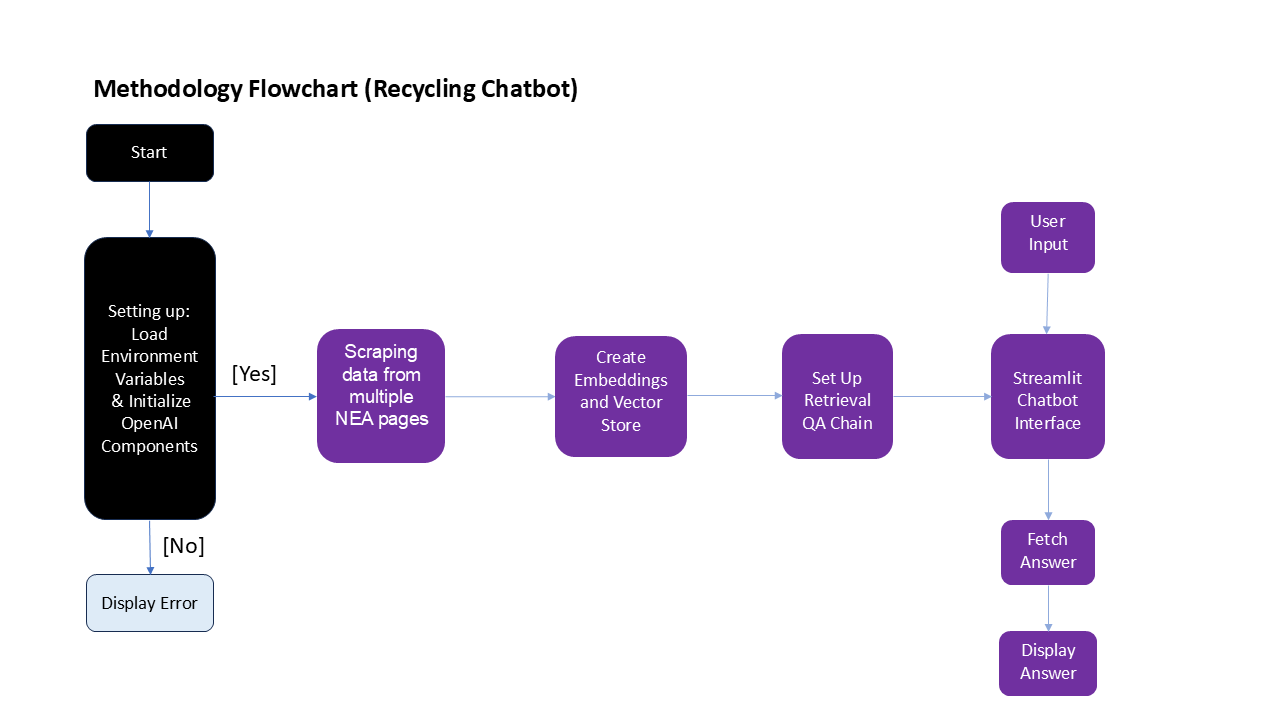 Methodology Flowchart (Recycling Chatbot)
Start
Setting up:
Load
Environment
Variables
& Initialize
OpenAI
Components
[Yes]
[No]
Display Error
Scraping
data from
multiple
NEA pages
Create
Embeddings
and Vector
Store
Set Up
Retrieval
QA Chain
User
Input
Streamlit
Chatbot
Interface
Fetch
Answer
Display
Answer